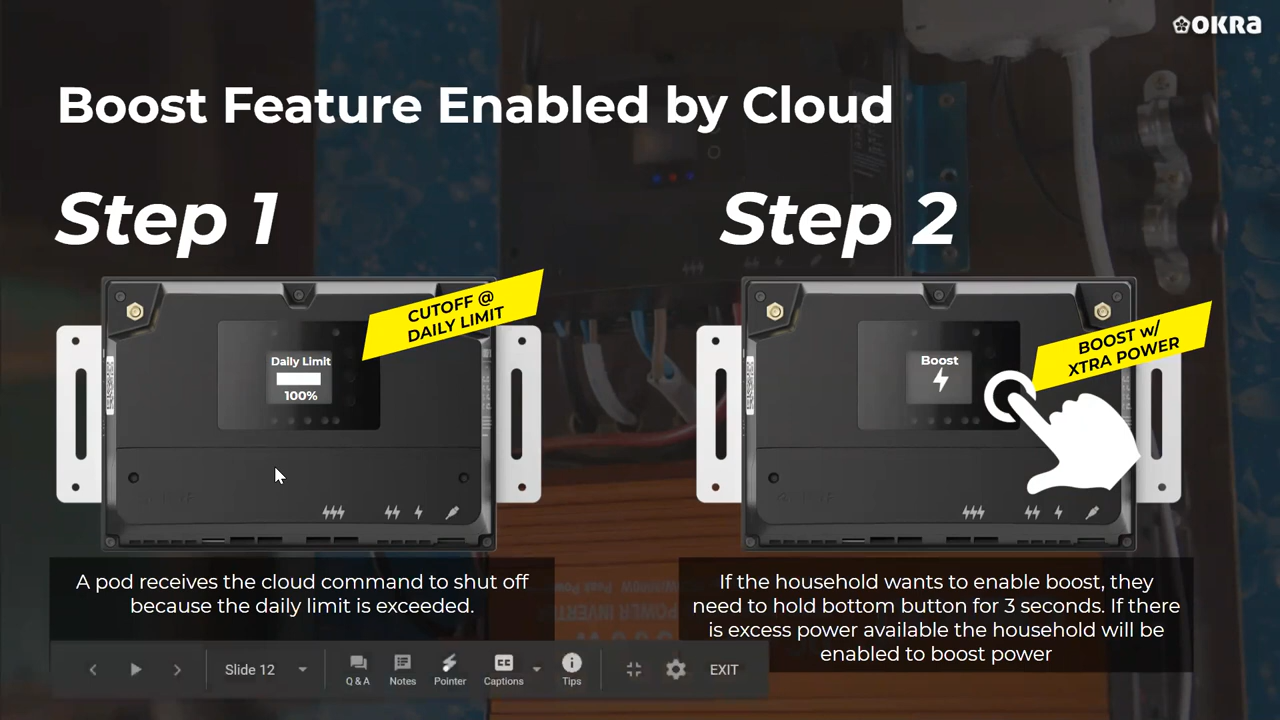 OKRA
Boost Feature Enabled by Cloud
Step 1
Step 2
CUTOFF @
DAILY LIMIT
Daily Limit
100%
BOOST w/
XTRA POWER
Boost
A pod receives the cloud command to shut off
because the daily limit is exceeded.
If the household wants to enable boost, they
need to hold bottom button for 3 seconds. If there
is excess power available the household will be
enabled to boost power
POWER INVERT
Slide 12
Q & A
Notes
Pointer
CC
Captions
Tips
EXIT